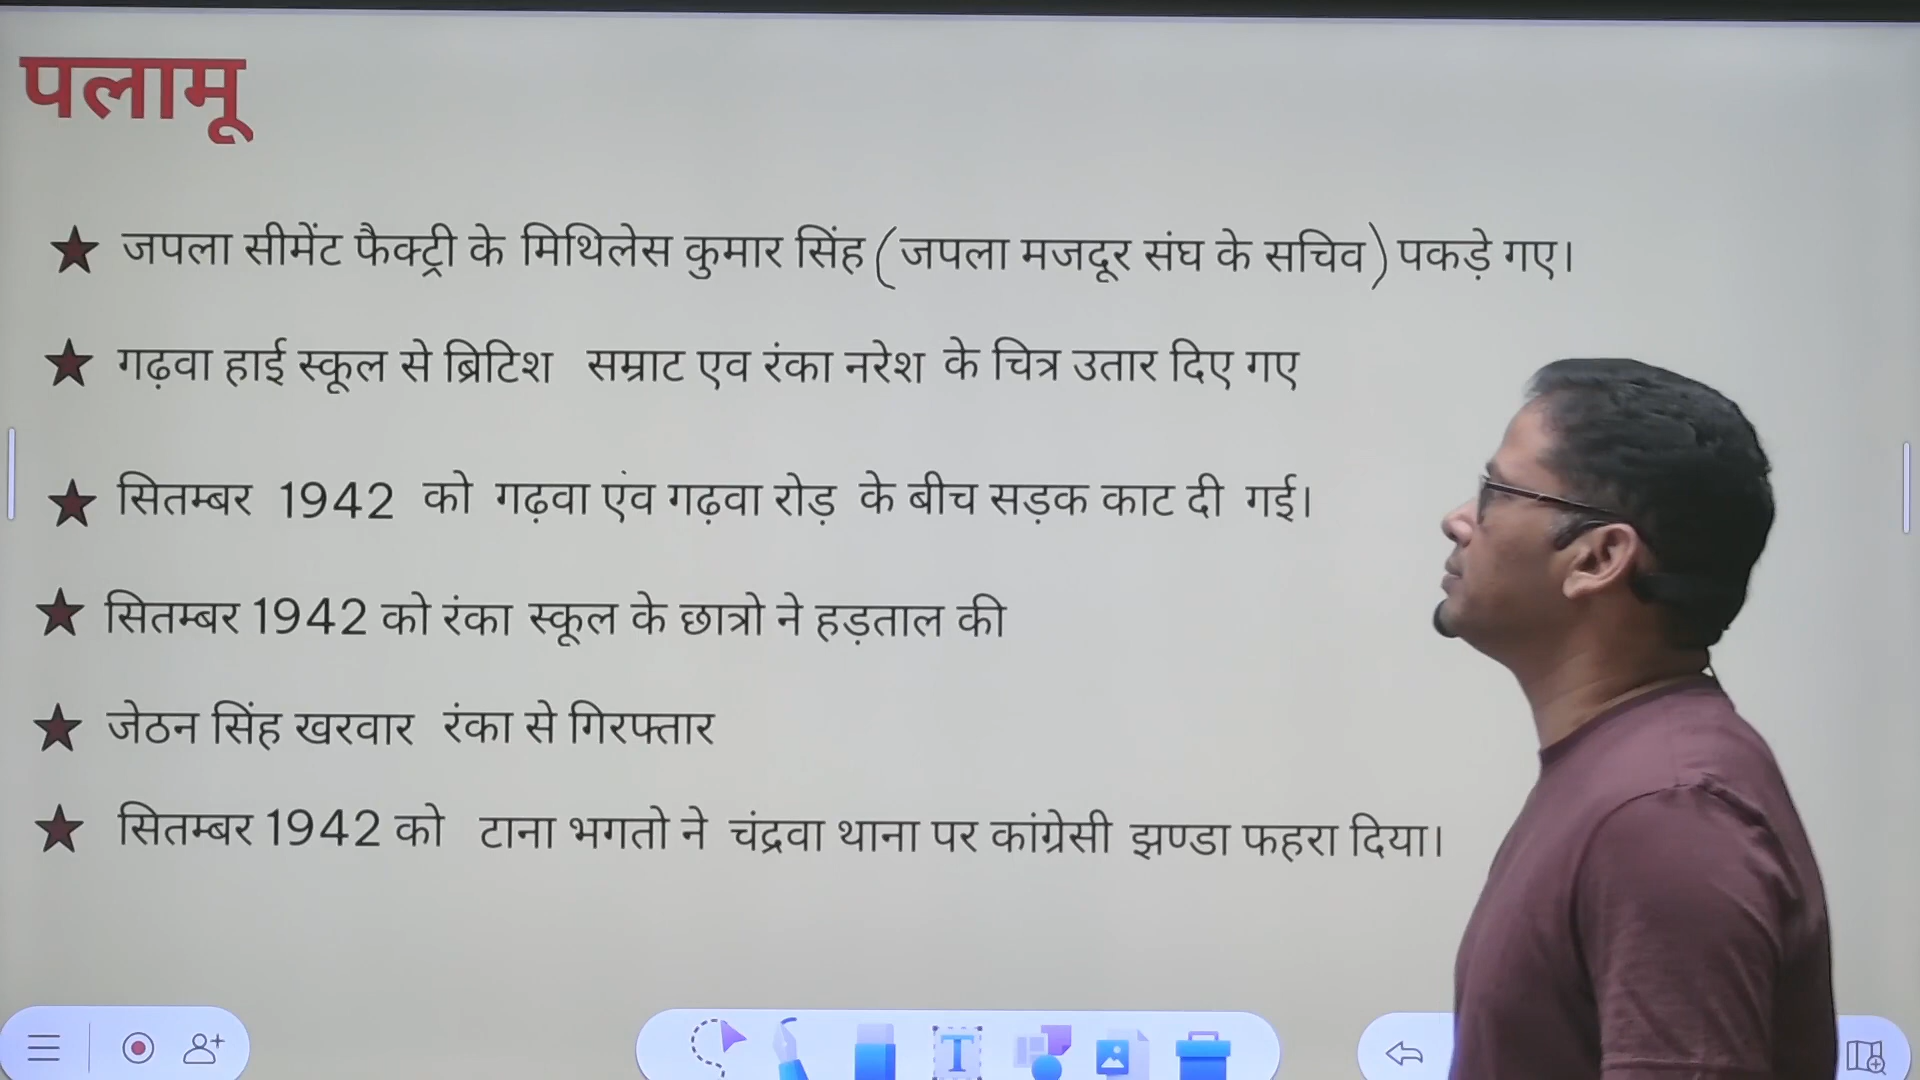 पलामू
★ जपला सीमेंट फैक्ट्री के मिथिलेस कुमार सिंह (जपला मजदूर संघ के सचिव) पकड़े गए।
★ गढ़वा हाई स्कूल से ब्रिटिश सम्राट एव रंका नरेश के चित्र उतार दिए गए
★ सितम्बर 1942 को गढ़वा एंव गढ़वा रोड़ के बीच सड़क काट दी गई।
★ सितम्बर 1942 को रंका स्कूल के छात्रो ने हड़ताल की
★ जेठन सिंह खरवार रंका से गिरफ्तार
★ सितम्बर 1942 को टाना भगतो ने चंद्रवा थाना पर कांग्रेसी झण्डा फहरा दिया।
T